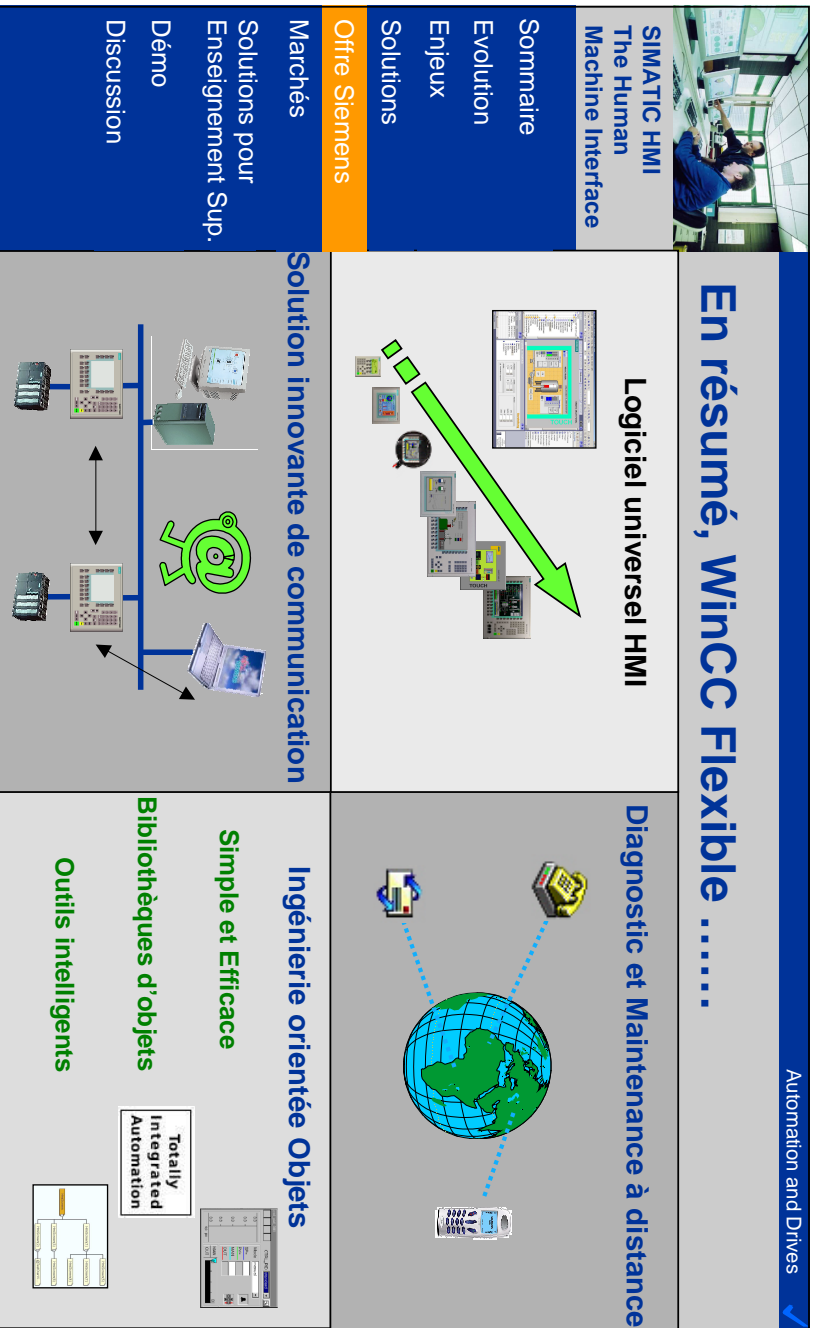 Automation and Drives
En résumé, WinCC Flexible ……
SIMATIC HMI
The Human
Machine Interface
Sommaire
Evolution
Enjeux
Solutions
Offre Siemens
Marchés
Solutions pour
Enseignement Sup.
Démo
Discussion
Logiciel universel HMI
TOUCH
Diagnostic et Maintenance à distance
Solution innovante de communication
Ingénierie orientée Objets
Simple et Efficace
Bibliothèques d’objets
Outils intelligents
Totally
Integrated
Automation